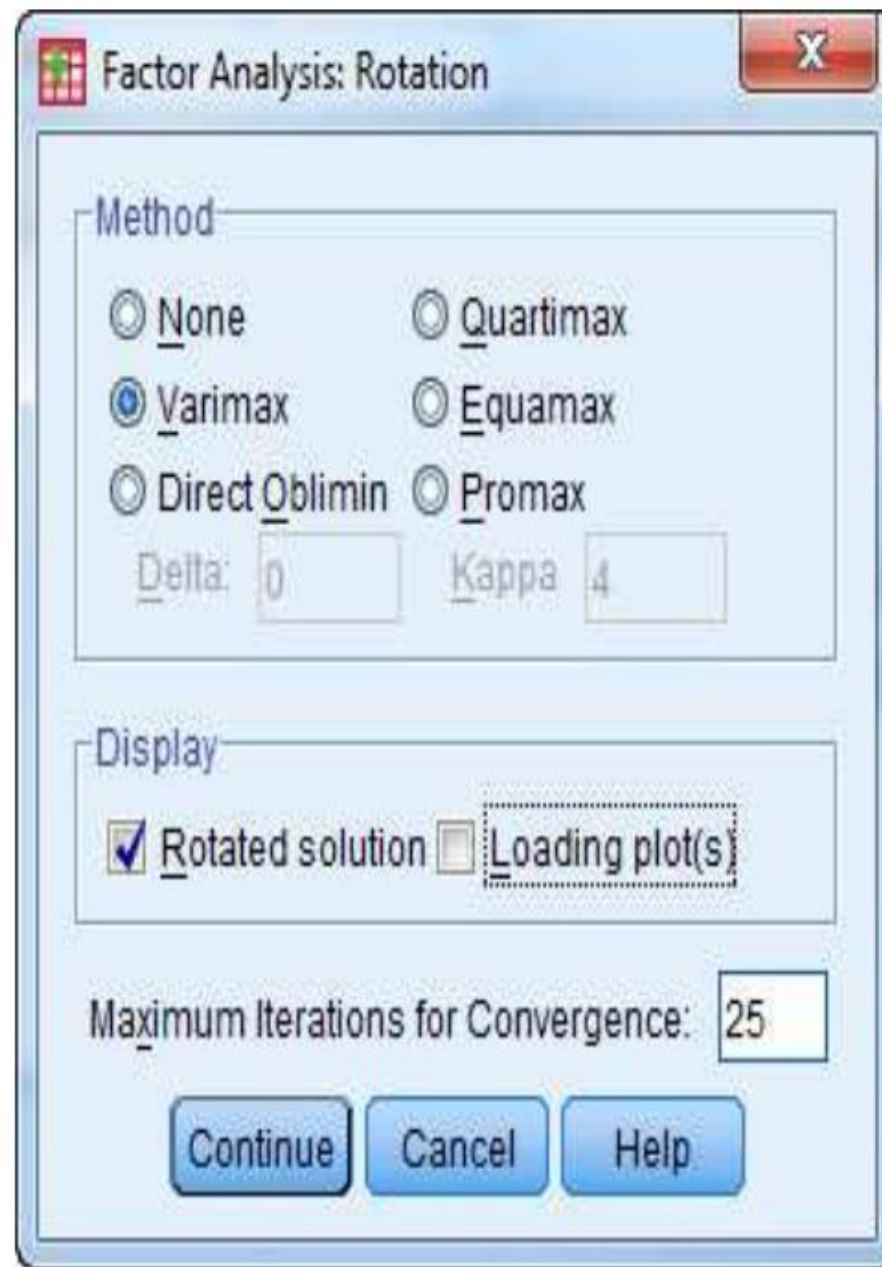 Factor Analysis: Rotation
X
Method
None Quartimax
Varimax Equamax
Direct Oblimin Promax
Delta: 0 Kappa 4
Display
Rotated solution Loading plot(s)
Maximum Iterations for Convergence: 25
Continue Cancel Help